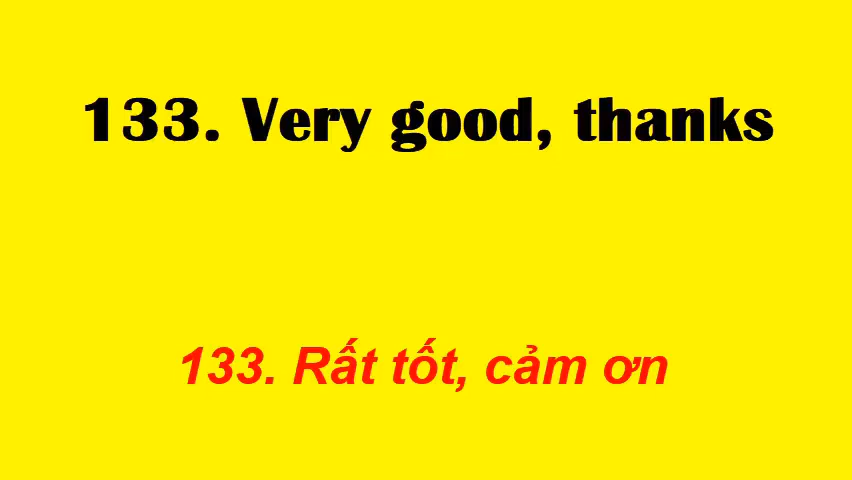 133. Very good, thanks
133. Rất tốt, cảm ơn